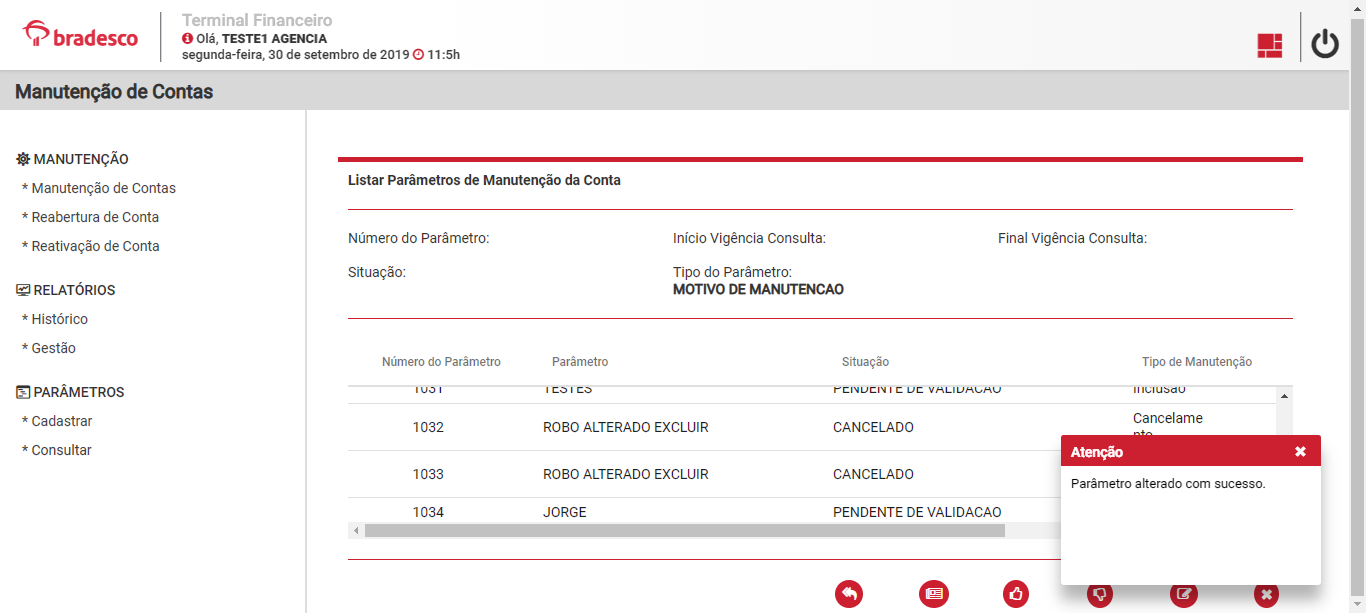 bradesco
Terminal Financeiro
Olá, TESTE1 AGENCIA
segunda-feira, 30 de setembro de 2019 11:5h
Manutenção de Contas
MANUTENÇÃO
* Manutenção de Contas
* Reabertura de Conta
* Reativação de Conta
RELATÓRIOS
* Histórico
* Gestão
PARÂMETROS
* Cadastrar
* Consultar
Listar Parâmetros de Manutenção da Conta
Número do Parâmetro: Início Vigência Consulta: Final Vigência Consulta:
Situação: Tipo do Parâmetro:
MOTIVO DE MANUTENCAO
Número do Parâmetro Parâmetro Situação Tipo de Manutenção
1031 TESTES PENDENTE DE VALIDACAO Inclusão
1032 ROBO ALTERADO EXCLUIR CANCELADO Cancelame
nto
1033 ROBO ALTERADO EXCLUIR CANCELADO
1034 JORGE PENDENTE DE VALIDACAO
Atenção
Parâmetro alterado com sucesso.